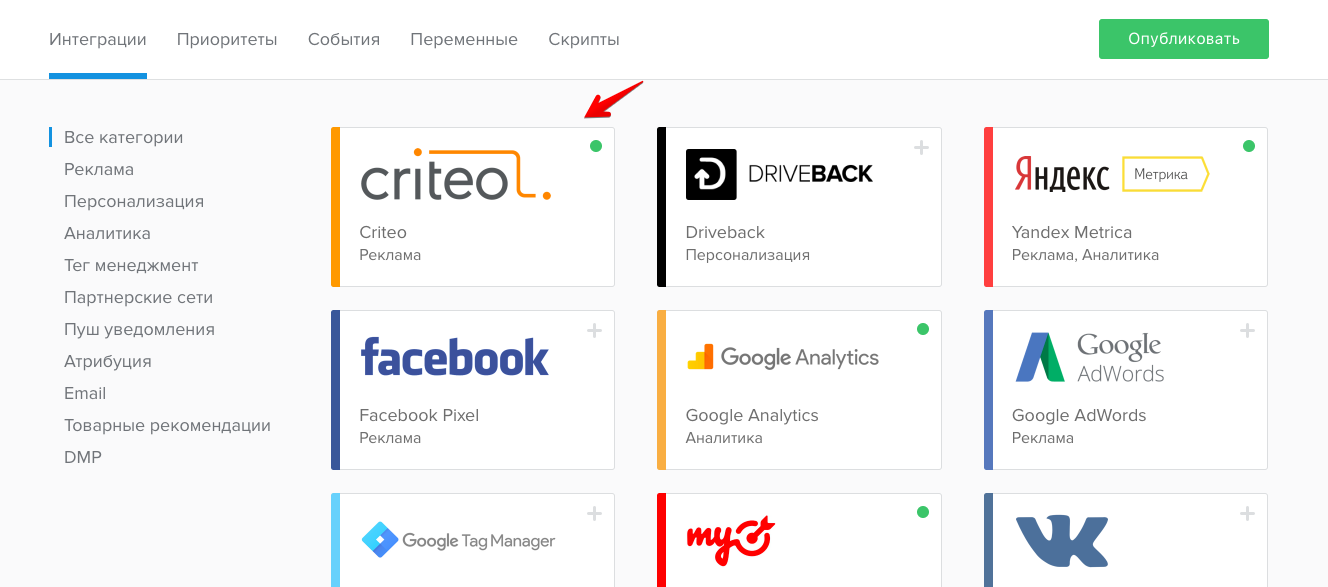 Интеграции Приоритеты События Переменные Скрипты Опубликовать
Все категории
Реклама
Персонализация
Аналитика
Тег менеджмент
Партнерские сети
Пуш уведомления
Атрибуция
Email
Товарные рекомендации
DMP
criteo
Criteo
Реклама
DRIVEBACK
Driveback
Персонализация
Яндекс Метрика
Yandex Metrica
Реклама, Аналитика
facebook
Facebook Pixel
Реклама
Google Analytics
Google Analytics
Аналитика
Google
AdWords
Google AdWords
Реклама
Google Tag Manager
my